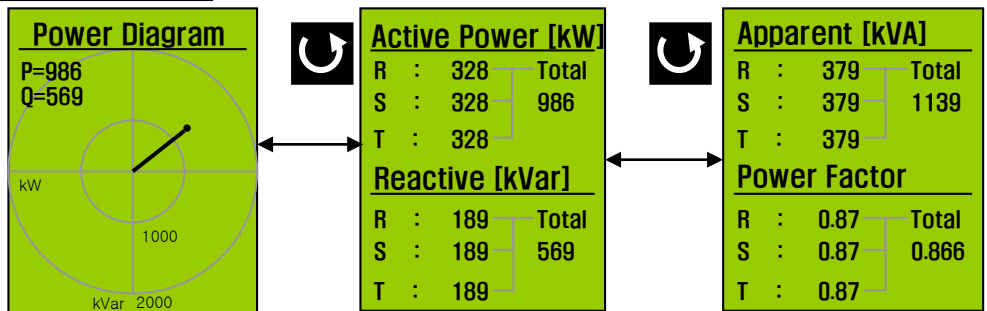 Power Diagram
P=986
Q=569
kW
1000
kVar 2000
Active Power [kW]
R : 328 Total
S : 328 986
T : 328
Reactive [kVar]
R : 189 Total
S : 189 569
T : 189
Apparent [kVA]
R : 379 Total
S : 379 1139
T : 379
Power Factor
R : 0.87 Total
S : 0.87 0.866
T : 0.87